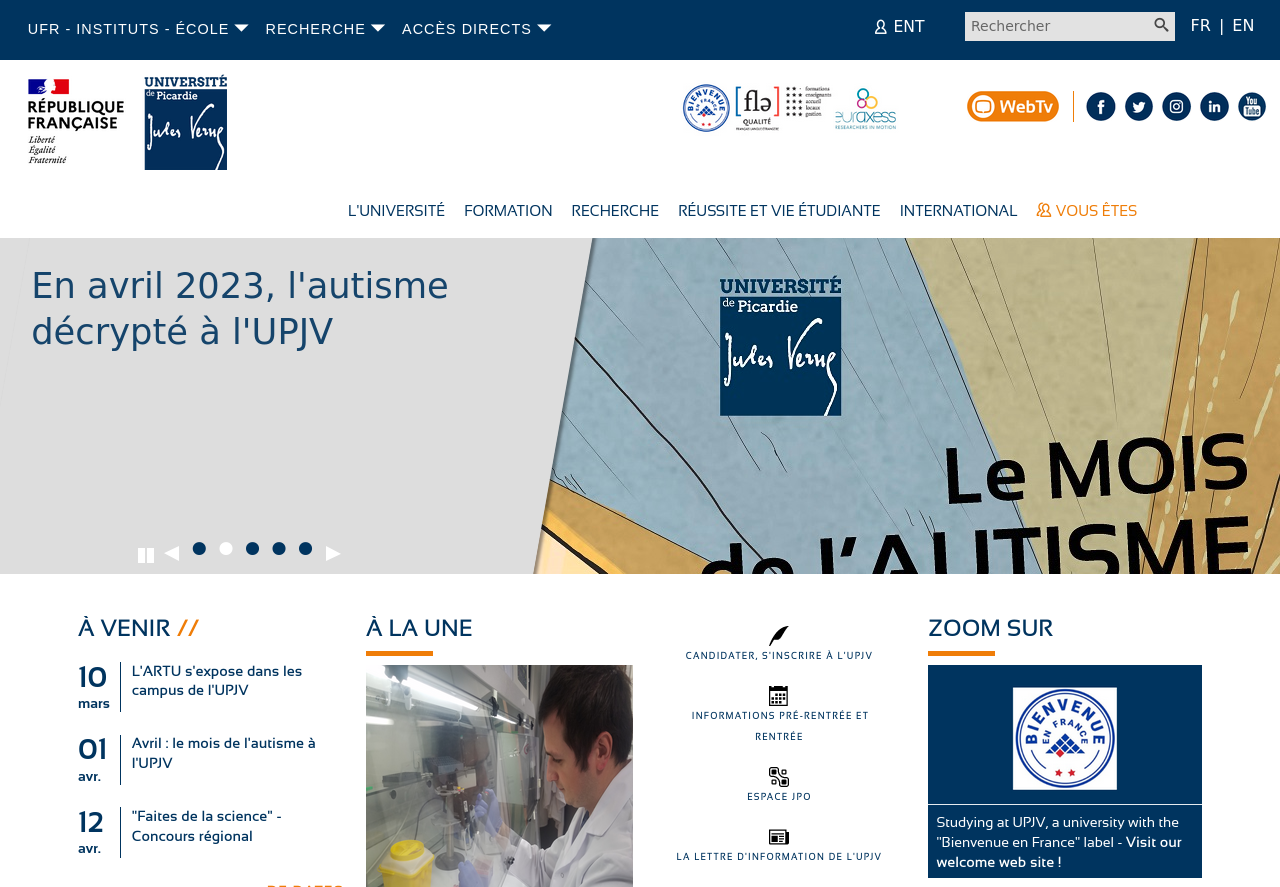 UFR - INSTITUTS - ÉCOLE
RECHERCHE
ACCÈS DIRECTS
ENT
Rechercher
FR | EN
RÉPUBLIQUE
FRANÇAISE
Liberté
Égalité
Fraternité
UNIVERSITÉ
de Picardie
Jules Verne
BIENVENUE
EN FRANCE
flə
QUALITÉ
FRANÇAIS LANGUE ÉTRANGÈRE
formations
enseignants
accueil
locaux
gestion
euraxess
RESEARCHERS IN MOTION
WebTv
You
Tube
L'UNIVERSITÉ
FORMATION
RECHERCHE
RÉUSSITE ET VIE ÉTUDIANTE
INTERNATIONAL
VOUS ÊTES
En avril 2023, l'autisme
décrypté à l'UPJV
UNIVERSITÉ
de Picardie
Jules Verne
Le MOIS
de l'AUTISME
À VENIR //
10
mars
L'ARTU s'expose dans les
campus de l'UPJV
01
avr.
Avril : le mois de l'autisme à
l'UPJV
12
avr.
"Faites de la science" -
Concours régional
À LA UNE
CANDIDATER, S'INSCRIRE À L'UPJV
INFORMATIONS PRÉ-RENTRÉE ET
RENTRÉE
ESPACE JPO
LA LETTRE D'INFORMATION DE L'UPJV
ZOOM SUR
BIENVENUE
EN FRANCE
Studying at UPJV, a university with the
"Bienvenue en France" label - Visit our
welcome web site !